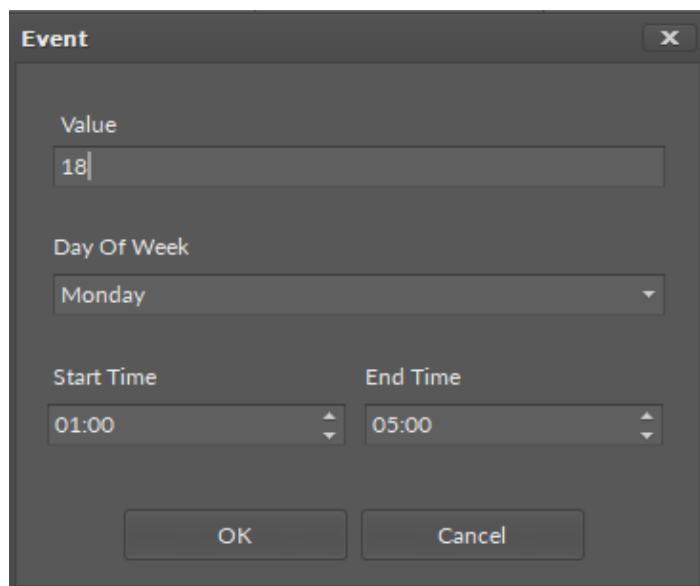 Event
Value
18
Day Of Week
Monday
Start Time End Time
01:00 05:00
OK Cancel